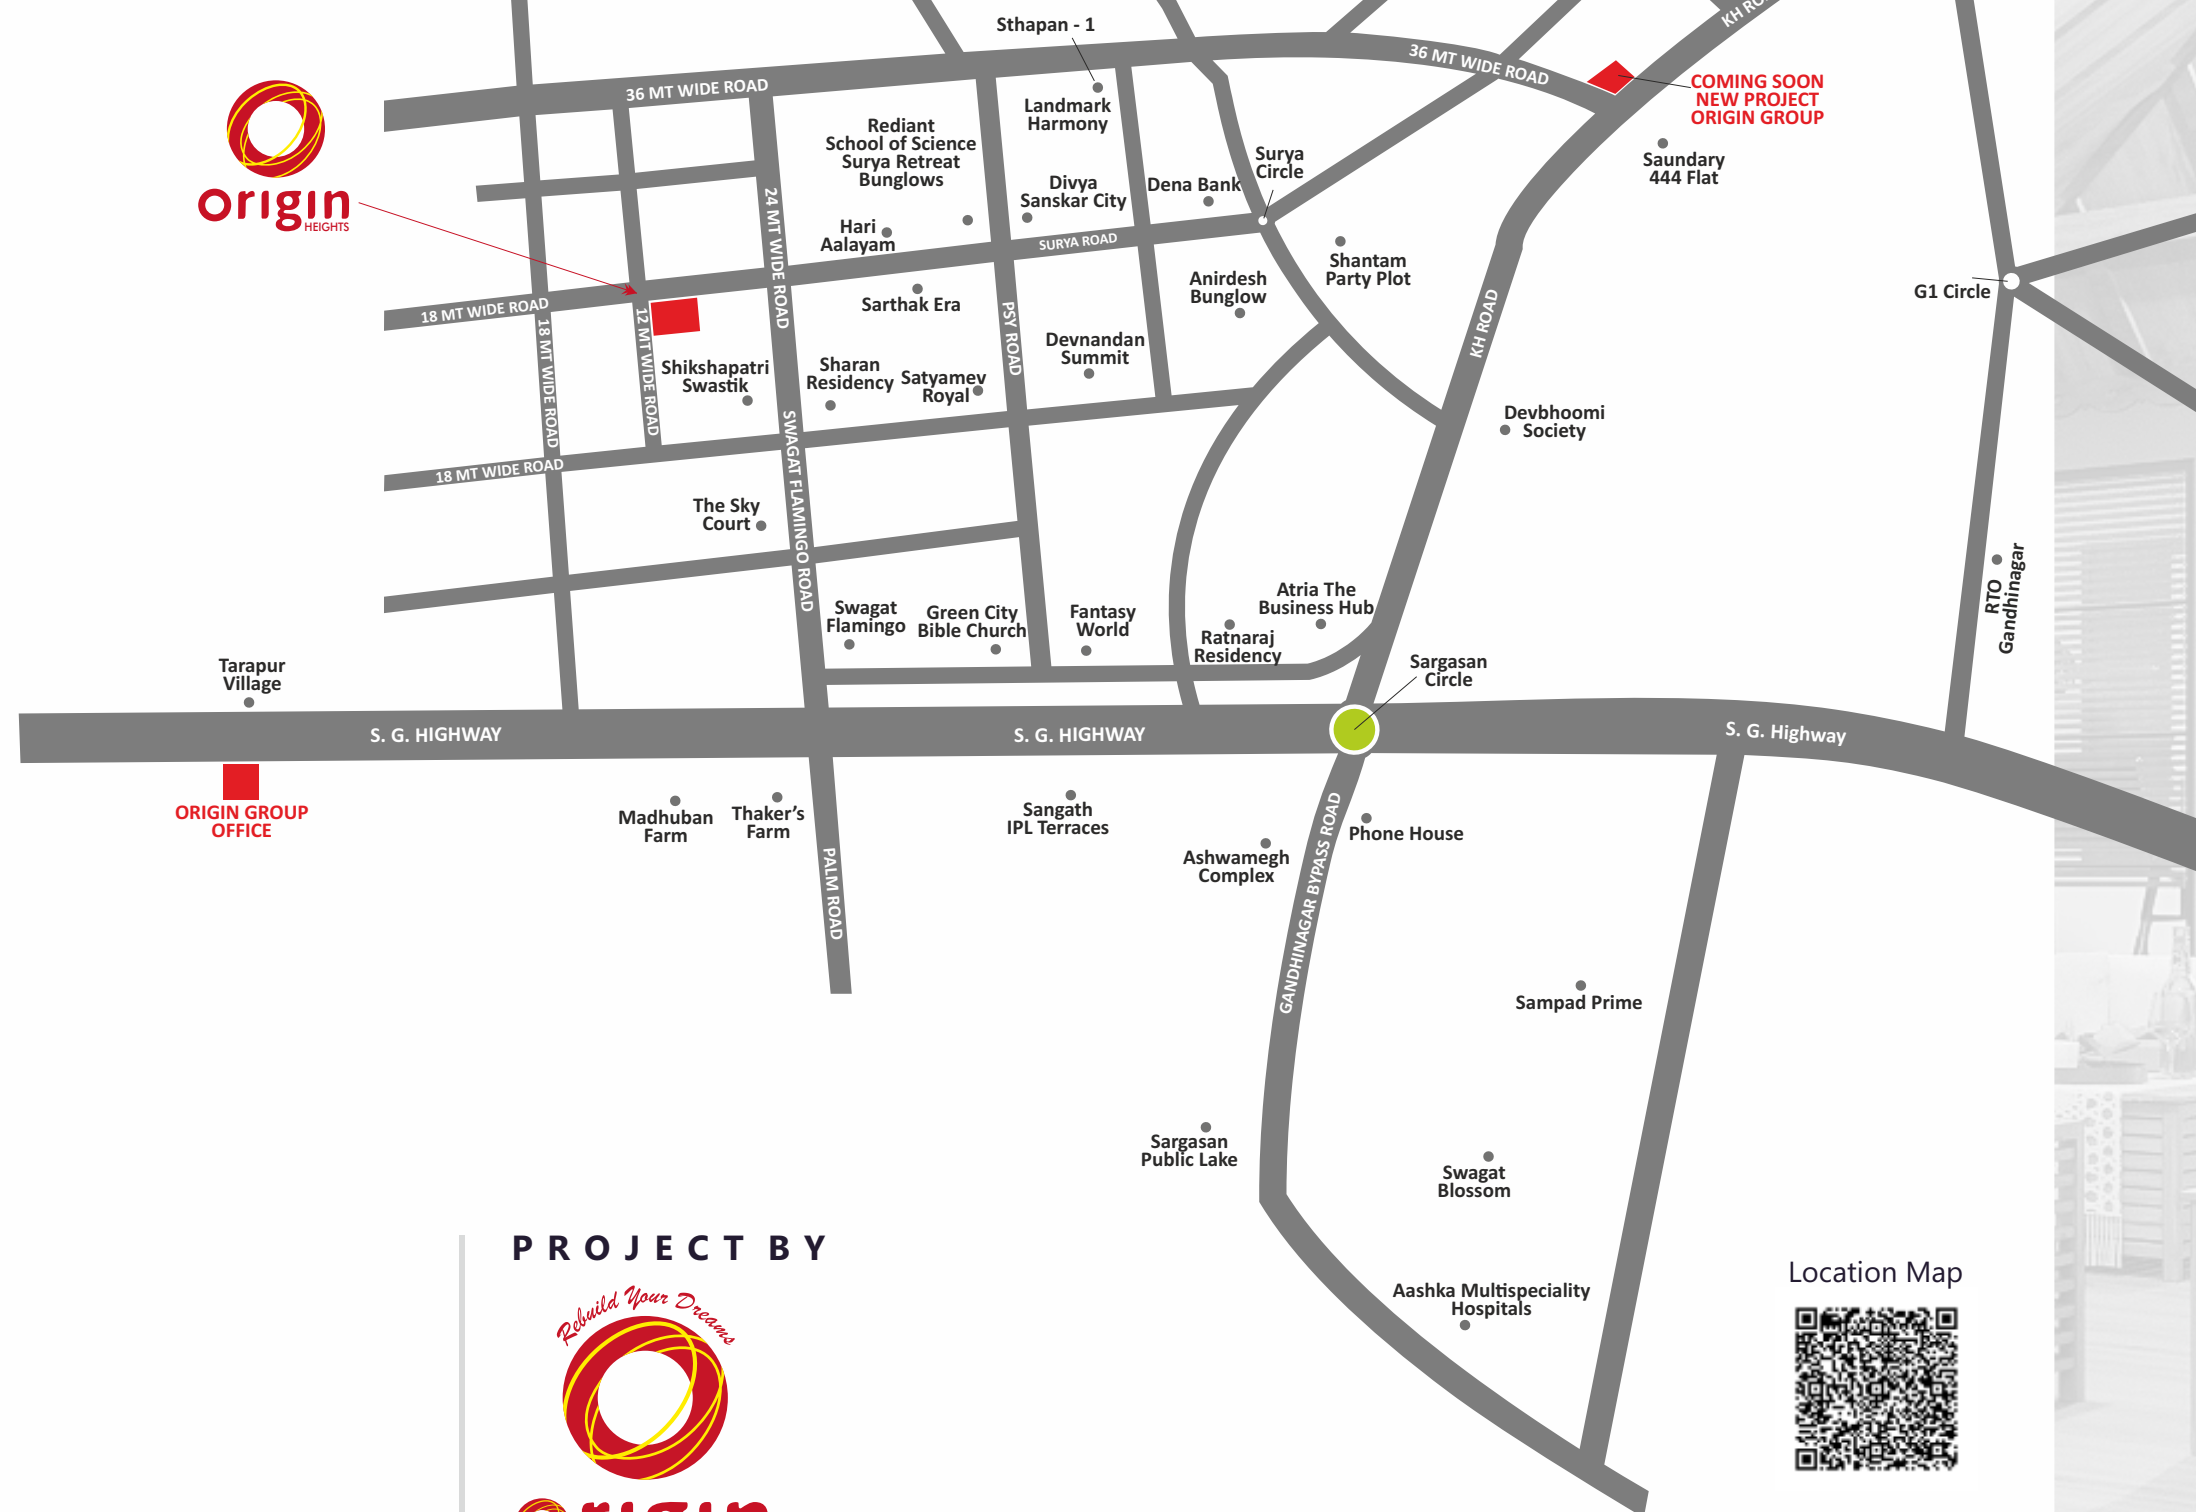 Sthapan - 1
KH RO
36 MT WIDE ROAD
36 MT WIDE ROAD
COMING SOON
NEW PROJECT
ORIGIN GROUP
Landmark
Harmony
Rediant
School of Science
Surya Retreat
Bunglows
Surya
Circle
Saundary
444 Flat
Divya
Sanskar City
Dena Bank
origin
HEIGHTS
24 MT WIDE ROAD
Hari
Aalayam
SURYA ROAD
Shantam
Party Plot
Anirdesh
Bunglow
G1 Circle
Sarthak Era
18 MT WIDE ROAD
18 MT WIDE ROAD
12 MT WIDE ROAD
PSY ROAD
KH ROAD
Devnandan
Summit
Shikshapatri
Swastik
Sharan
Residency
Satyamev
Royal
Devbhoomi
Society
18 MT WIDE ROAD
SWAGAT FLAMINGO ROAD
The Sky
Court
RTO
Gandhinagar
Atria The
Business Hub
Swagat
Flamingo
Green City
Bible Church
Fantasy
World
Ratnaraj
Residency
Tarapur
Village
Sargasan
Circle
S. G. HIGHWAY
S. G. HIGHWAY
S. G. Highway
ORIGIN GROUP
OFFICE
Madhuban
Farm
Thaker's
Farm
Sangath
IPL Terraces
Phone House
Ashwamegh
Complex
PALM ROAD
GANDHINAGAR BYPASS ROAD
Sampad Prime
Sargasan
Public Lake
Swagat
Blossom
PROJECT BY
Rebuild Your Dreams
Aashka Multispeciality
Hospitals
Location Map
origin